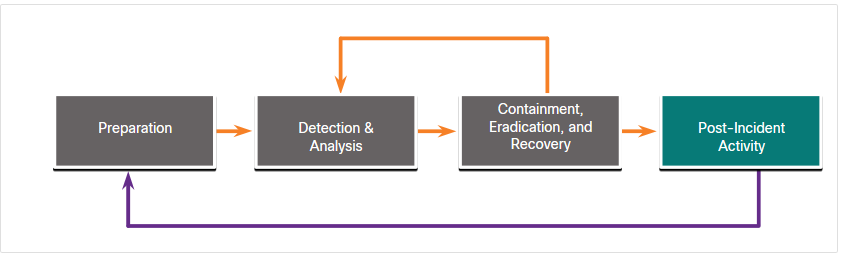 Preparation
Detection &
Analysis
Containment,
Eradication, and
Recovery
Post-Incident
Activity